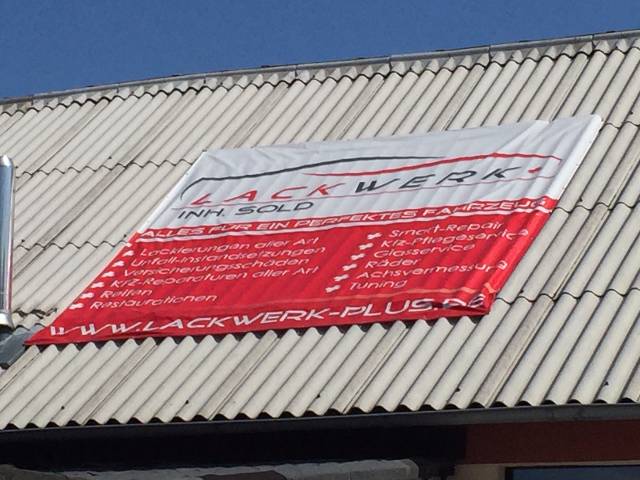 LACKWERK+
INH. SOLD
ALLES FÜR EIN PERFEKTES FAHRZEUG
Lackierungen aller Art
Unfall-Instandsetzungen
Versicherungsschäden
KFZ-Reparaturen aller Art
Reifen
Restaurationen
Smart-Repair
Kfz-Pflegeservice
Glasservice
Räder
Achsvermessung
Tuning
WWW.LACKWERK-PLUS.DE